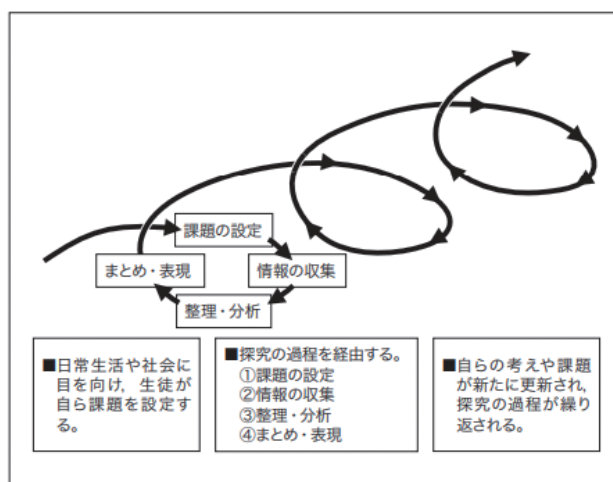 課題の設定
まとめ・表現
情報の収集
整理・分析
■日常生活や社会に
目を向け，生徒が
自ら課題を設定す
る。
■探究の過程を経由する。
①課題の設定
②情報の収集
③整理・分析
④まとめ・表現
■自らの考えや課題
が新たに更新され，
探究の過程が繰り
返される。